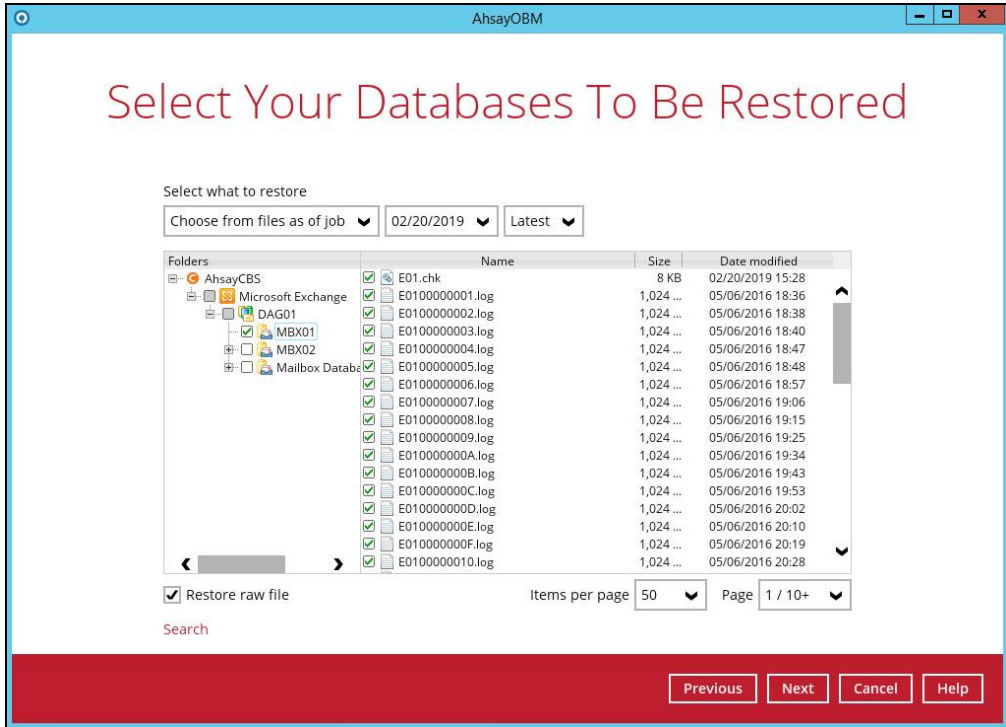 AhsayOBM
Select Your Databases To Be Restored
Select what to restore
Choose from files as of job 02/20/2019 Latest
Folders Name Size Date modified
AhsayCBS
Microsoft Exchange
DAG01
MBX01
MBX02
Mailbox Databa
E01.chk 8 KB 02/20/2019 15:28
E0100000001.log 1,024 ... 05/06/2016 18:36
E0100000002.log 1,024 ... 05/06/2016 18:38
E0100000003.log 1,024 ... 05/06/2016 18:40
E0100000004.log 1,024 ... 05/06/2016 18:47
E0100000005.log 1,024 ... 05/06/2016 18:48
E0100000006.log 1,024 ... 05/06/2016 18:57
E0100000007.log 1,024 ... 05/06/2016 19:06
E0100000008.log 1,024 ... 05/06/2016 19:15
E0100000009.log 1,024 ... 05/06/2016 19:25
E010000000A.log 1,024 ... 05/06/2016 19:34
E010000000B.log 1,024 ... 05/06/2016 19:43
E010000000C.log 1,024 ... 05/06/2016 19:53
E010000000D.log 1,024 ... 05/06/2016 20:02
E010000000E.log 1,024 ... 05/06/2016 20:10
E010000000F.log 1,024 ... 05/06/2016 20:19
E0100000010.log 1,024 ... 05/06/2016 20:28
Restore raw file Items per page 50 Page 1 / 10+
Search
Previous Next Cancel Help